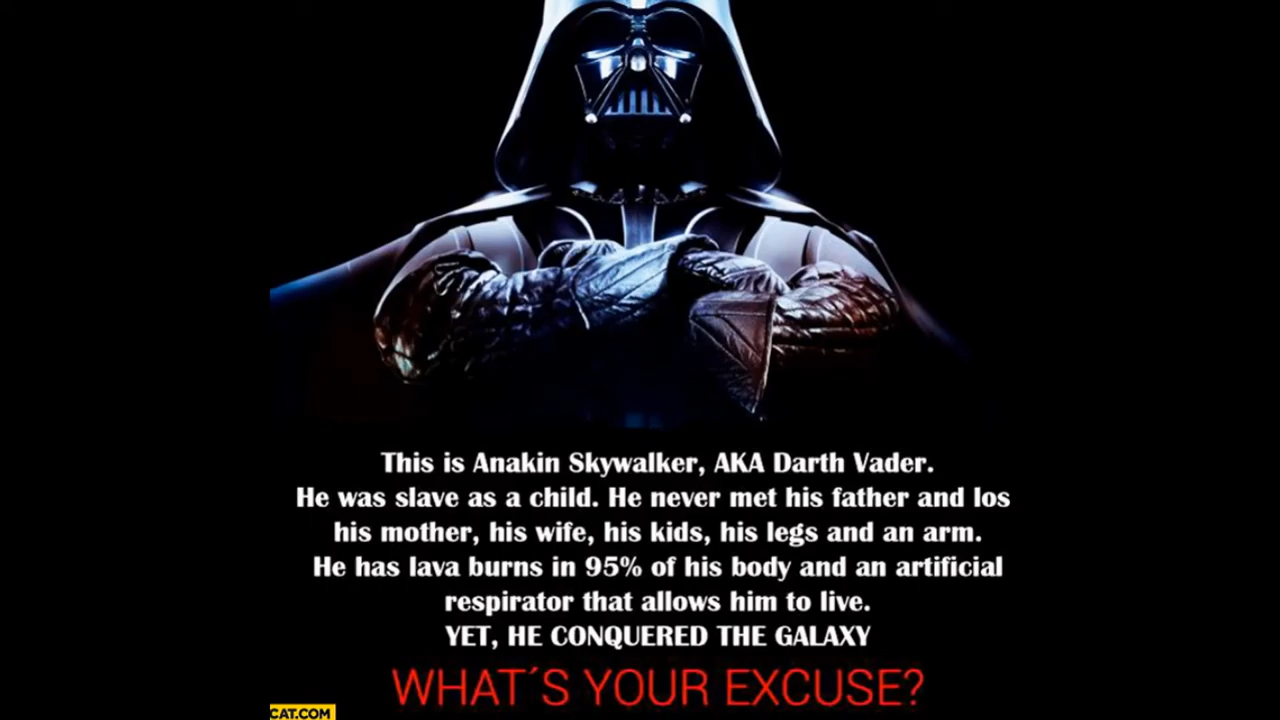 This is Anakin Skywalker, AKA Darth Vader.
He was slave as a child. He never met his father and los
his mother, his wife, his kids, his legs and an arm.
He has lava burns in 95% of his body and an artificial
respirator that allows him to live.
YET, HE CONQUERED THE GALAXY
WHAT´S YOUR EXCUSE?
CAT.COM